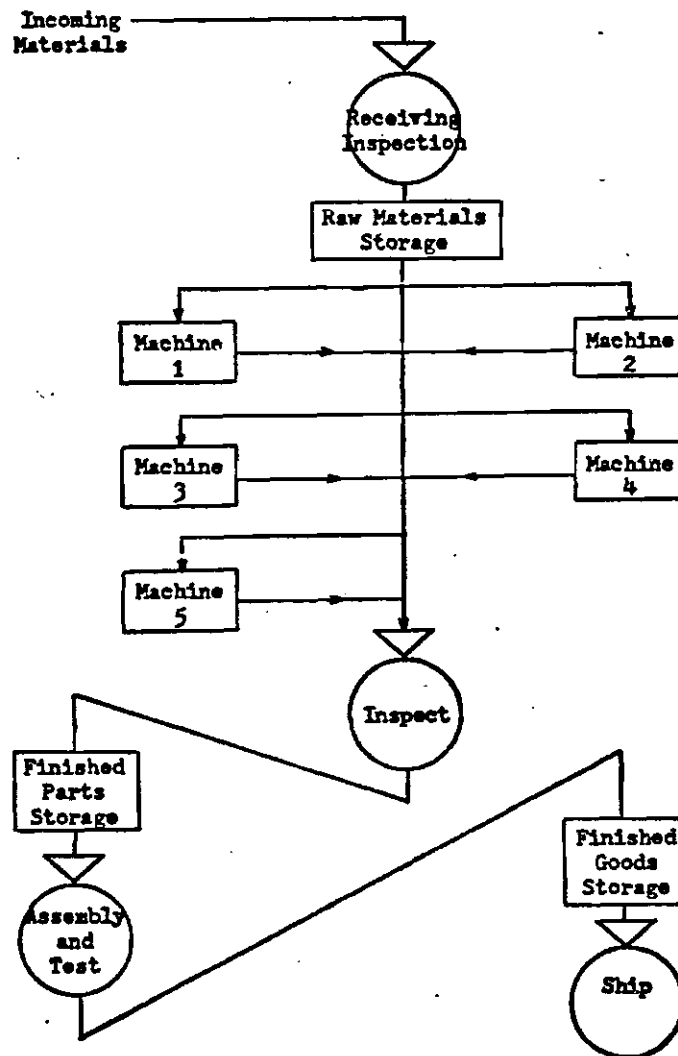 Incoming
Materials
Receiving
Inspection
Raw Materials
Storage
Machine
1
Machine
2
Machine
3
Machine
4
Machine
5
Inspect
Finished
Parts
Storage
Finished
Goods
Storage
Assembly
and
Test
Ship